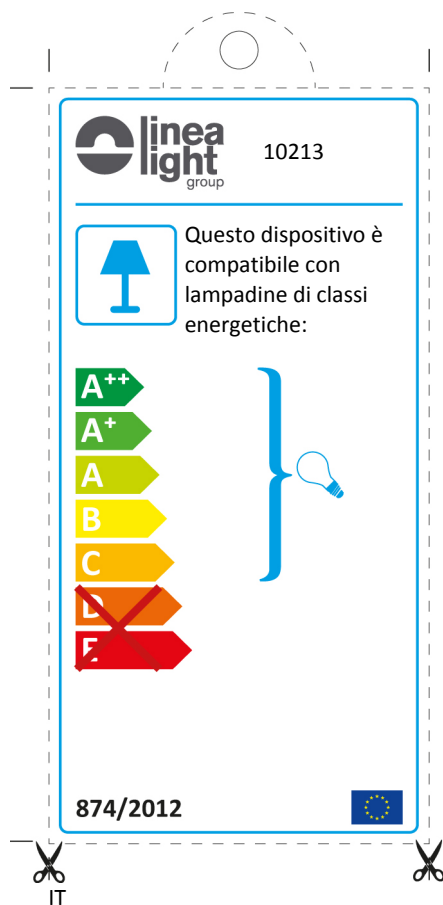 linea
light
group
10213
Questo dispositivo è
compatibile con
lampadine di classi
energetiche:
A++
A+
A
B
C
D
E
874/2012
IT